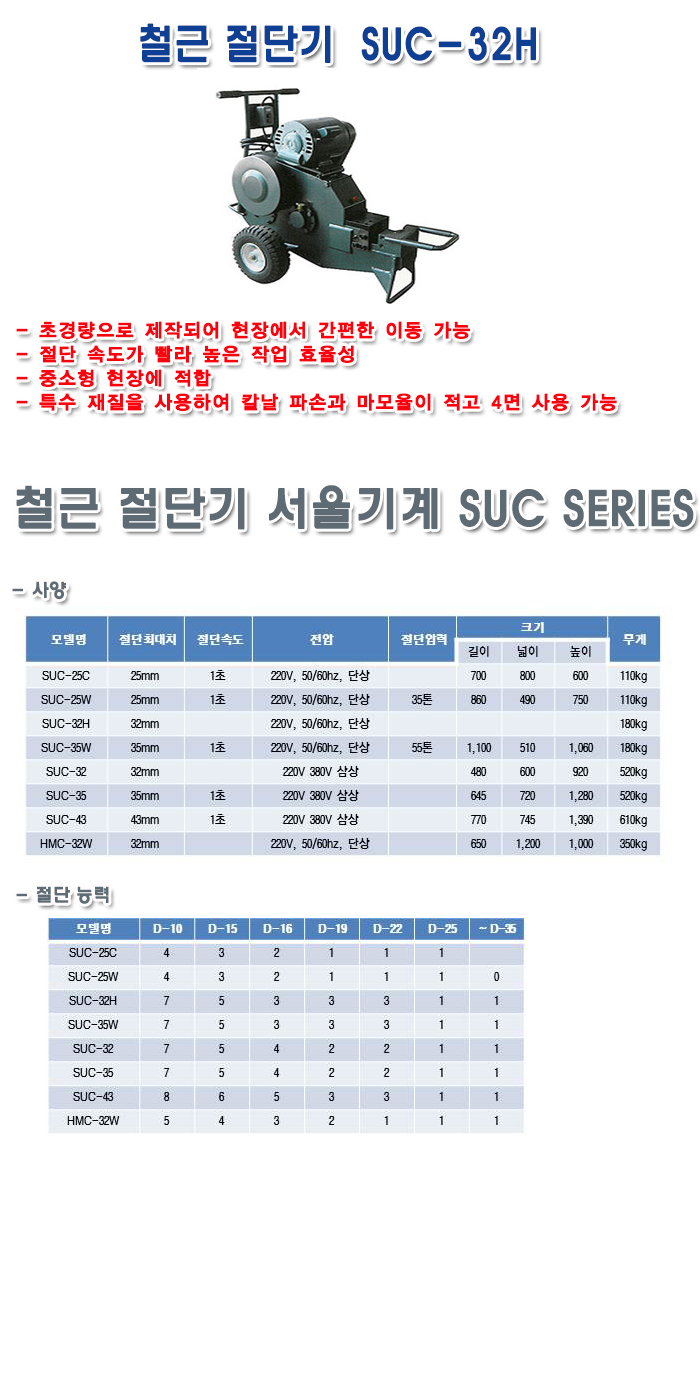 철근 절단기 SUC-32H
- 초경량으로 제작되어 현장에서 간편한 이동 가능
- 절단 속도가 빨라 높은 작업 효율성
- 중소형 현장에 적합
- 특수 재질을 사용하여 칼날 파손과 마모율이 적고 4면 사용 가능
철근 절단기 서울기계 SUC SERIES
- 사양
모델명 절단최대치 절단속도 전압 절단압력 크기 무게
길이 넓이 높이
SUC-25C 25mm 1초 220V, 50/60hz, 단상 700 800 600 110kg
SUC-25W 25mm 1초 220V, 50/60hz, 단상 35톤 860 490 750 110kg
SUC-32H 32mm 220V, 50/60hz, 단상 180kg
SUC-35W 35mm 1초 220V, 50/60hz, 단상 55톤 1,100 510 1,060 180kg
SUC-32 32mm 220V 380V 삼상 480 600 920 520kg
SUC-35 35mm 1초 220V 380V 삼상 645 720 1,280 520kg
SUC-43 43mm 1초 220V 380V 삼상 770 745 1,390 610kg
HMC-32W 32mm 220V, 50/60hz, 단상 650 1,200 1,000 350kg
- 절단 능력
모델명 D-10 D-15 D-16 D-19 D-22 D-25 ~ D-35
SUC-25C 4 3 2 1 1 1
SUC-25W 4 3 2 1 1 1 0
SUC-32H 7 5 3 3 3 1 1
SUC-35W 7 5 3 3 3 1 1
SUC-32 7 5 4 2 2 1 1
SUC-35 7 5 4 2 2 1 1
SUC-43 8 6 5 3 3 1 1
HMC-32W 5 4 3 2 1 1 1